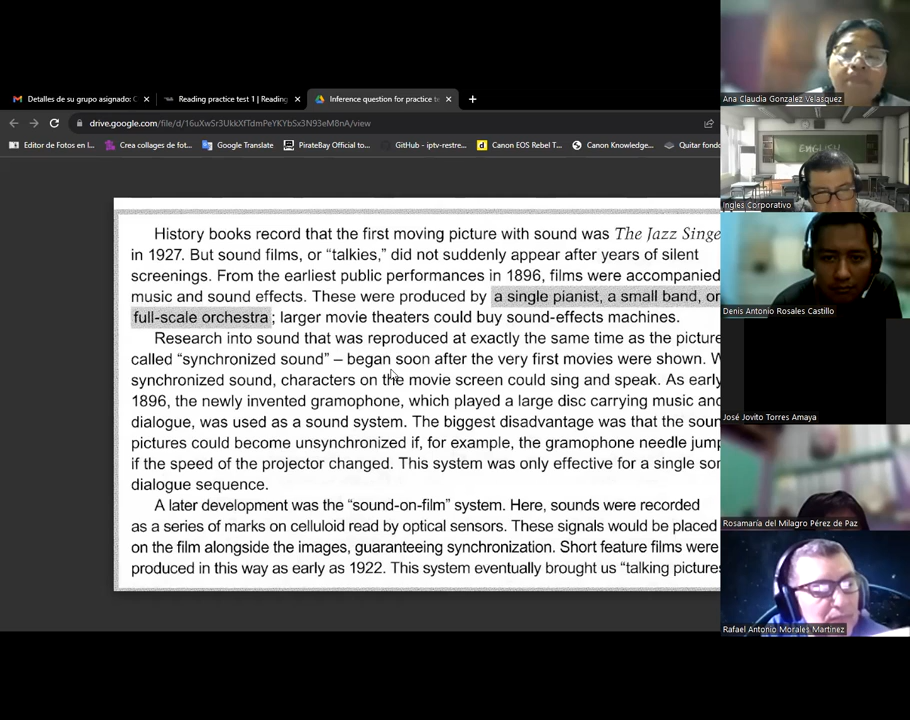 Detalles de su grupo asignado: C
Reading practice test 1 | Reading
Inference question for practice te
drive.google.com/file/d/16uXwSr3UkkXfTdmPeYKYbSx3N93eM8nA/view
Editor de Fotos en l...
Crea collages de fot...
Google Translate
PirateBay Official to...
GitHub - iptv-restre...
Canon EOS Rebel T...
Canon Knowledge...
Quitar fondo
History books record that the first moving picture with sound was The Jazz Singe
in 1927. But sound films, or “talkies,” did not suddenly appear after years of silent
screenings. From the earliest public performances in 1896, films were accompanied
music and sound effects. These were produced by a single pianist, a small band, or
full-scale orchestra; larger movie theaters could buy sound-effects machines.
Research into sound that was reproduced at exactly the same time as the picture
called “synchronized sound” – began soon after the very first movies were shown. W
synchronized sound, characters on the movie screen could sing and speak. As early
1896, the newly invented gramophone, which played a large disc carrying music and
dialogue, was used as a sound system. The biggest disadvantage was that the soun
pictures could become unsynchronized if, for example, the gramophone needle jump
if the speed of the projector changed. This system was only effective for a single son
dialogue sequence.
A later development was the “sound-on-film” system. Here, sounds were recorded
as a series of marks on celluloid read by optical sensors. These signals would be placed
on the film alongside the images, guaranteeing synchronization. Short feature films were
produced in this way as early as 1922. This system eventually brought us “talking pictures
Ana Claudia Gonzalez Velasquez
ENGLISH
Ingles Corporativo
Denis Antonio Rosales Castillo
José Jovito Torres Amaya
Rosamaría del Milagro Pérez de Paz
Rafael Antonio Morales Martinez